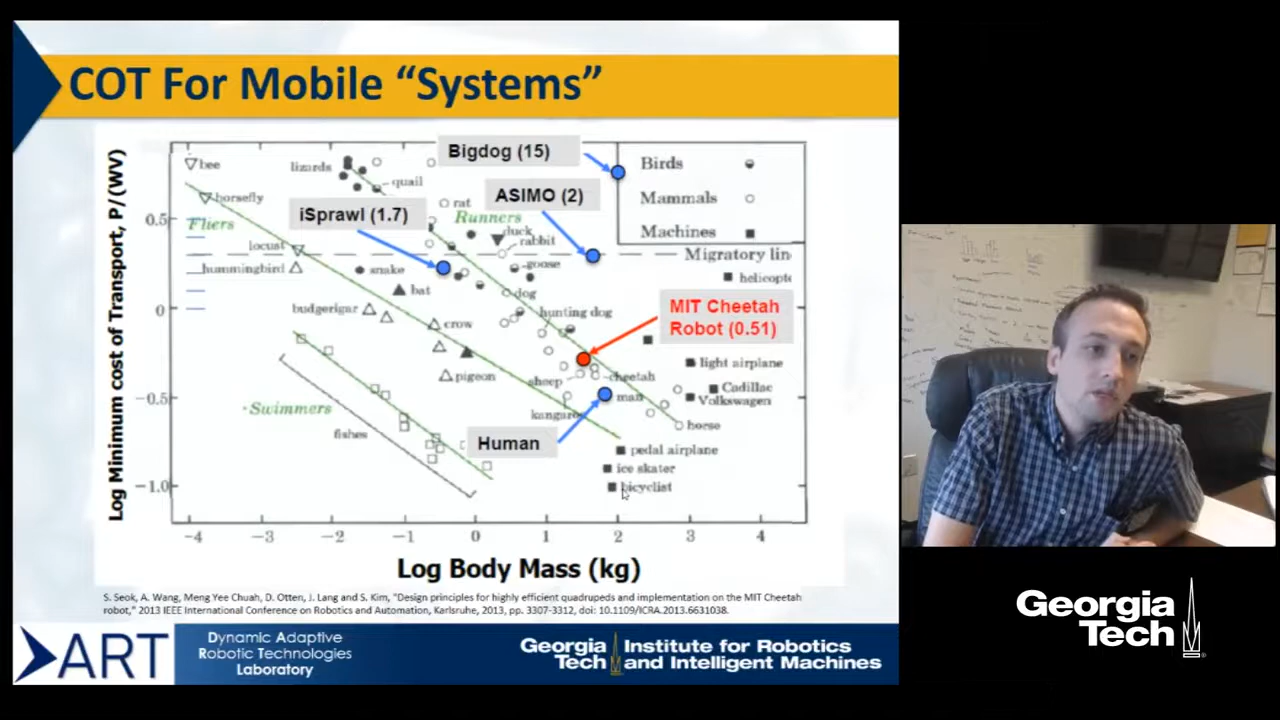 COT For Mobile “Systems”
Log Minimum cost of Transport, P/(WV)
bee
lizards
Bigdog (15)
Birds
quail
ASIMO (2)
horsefly
rat
Mammals
iSprawl (1.7)
0.5
Fliers
Runners
duck
Machines
locust
rabbit
Migratory lin
hummingbird
snake
goose
helicopte
bat
dog
0
budgerigar
crow
hunting dog
MIT Cheetah
Robot (0.51)
light airplane
pigeon
sheep
cheetah
Cadillac
-0.5
man
Volkswagen
Swimmers
kangaroo
horse
fishes
Human
pedal airplane
ice skater
-1.0
bicyclist
-4 -3 -2 -1 0 1 2 3 4
Log Body Mass (kg)
S. Seok, A. Wang, Meng Yee Chuah, D. Otten, J. Lang and S. Kim, "Design principles for highly efficient quadrupeds and implementation on the MIT Cheetah
robot," 2013 IEEE International Conference on Robotics and Automation, Karlsruhe, 2013, pp. 3307-3312, doi: 10.1109/ICRA.2013.6631038.
ART
Dynamic Adaptive
Robotic Technologies
Laboratory
Georgia
Tech
Institute for Robotics
and Intelligent Machines
Georgia
Tech